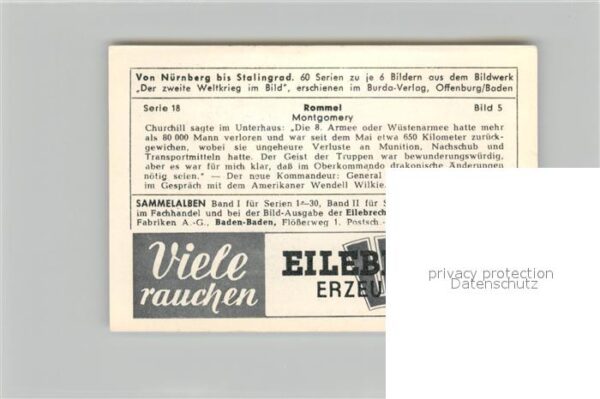 Von Nürnberg bis Stalingrad. 60 Serien zu je 6 Bildern aus dem Bildwerk
„Der zweite Weltkrieg im Bild", erschienen im Burda-Verlag, Offenburg/Baden
Serie 18 Rommel Bild 5
Montgomery
Churchill sagte im Unterhaus: „Die 8. Armee oder Wüstenarmee hatte mehr
als 80 000 Mann verloren und war seit dem Mai etwa 650 Kilometer zurück-
gewichen, wobei sie ungeheure Verluste an Munition, Nachschub und
Transportmitteln hatte. Der Geist der Truppen war bewunderungswürdig,
aber es war für mich klar, daß im Oberkommando drakonische Änderungen
nötig seien." — Der neue Kommandeur: General
im Gespräch mit dem Amerikaner Wendell Wilkie.
SAMMELALBEN Band I für Serien 1–30, Band II für S
im Fachhandel und bei der Bild-Ausgabe der Eilebrech
Fabriken A.-G., Baden-Baden, Flößerweg 1. Postsch.-
Viele EILEB
rauchen ERZEU
privacy protection
Datenschutz